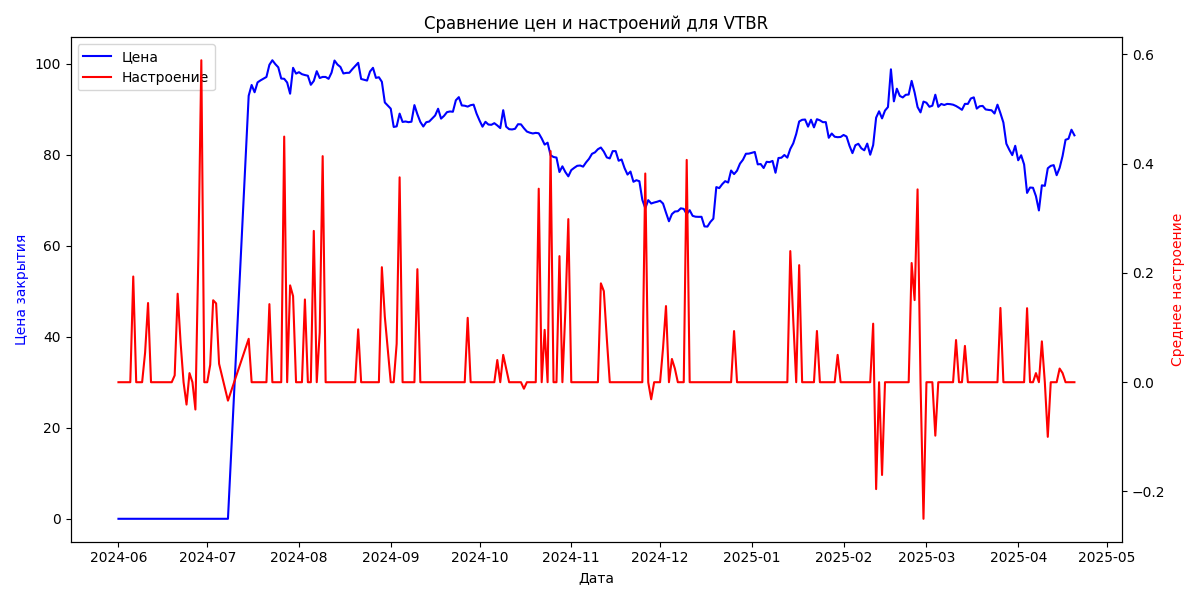 Сравнение цен и настроений для VTBR
Цена
Настроение
Цена закрытия
100
80
60
40
20
0
0.6
0.4
0.2
0.0
−0.2
Среднее настроение
2024-06 2024-07 2024-08 2024-09 2024-10 2024-11 2024-12 2025-01 2025-02 2025-03 2025-04 2025-05
Дата